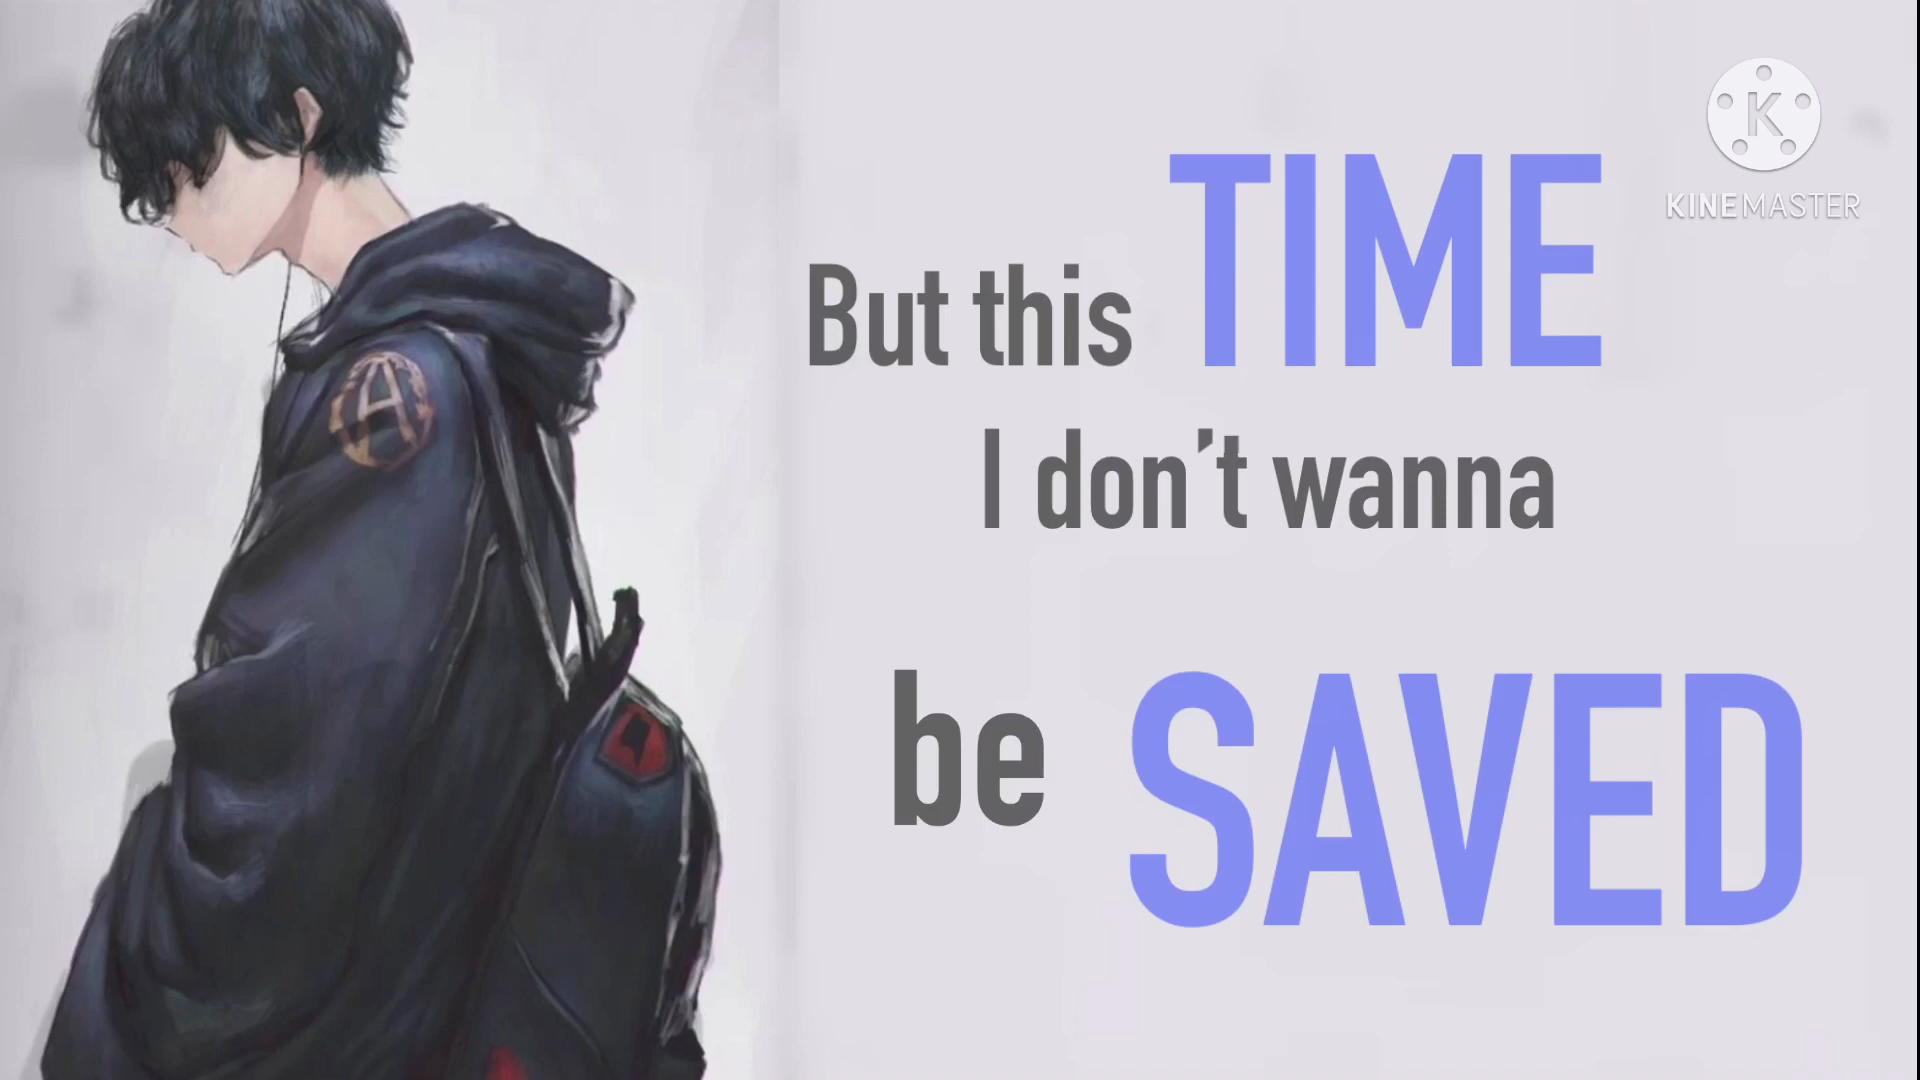 K
KINEMASTER
But this TIME
I don't wanna
be SAVED
A